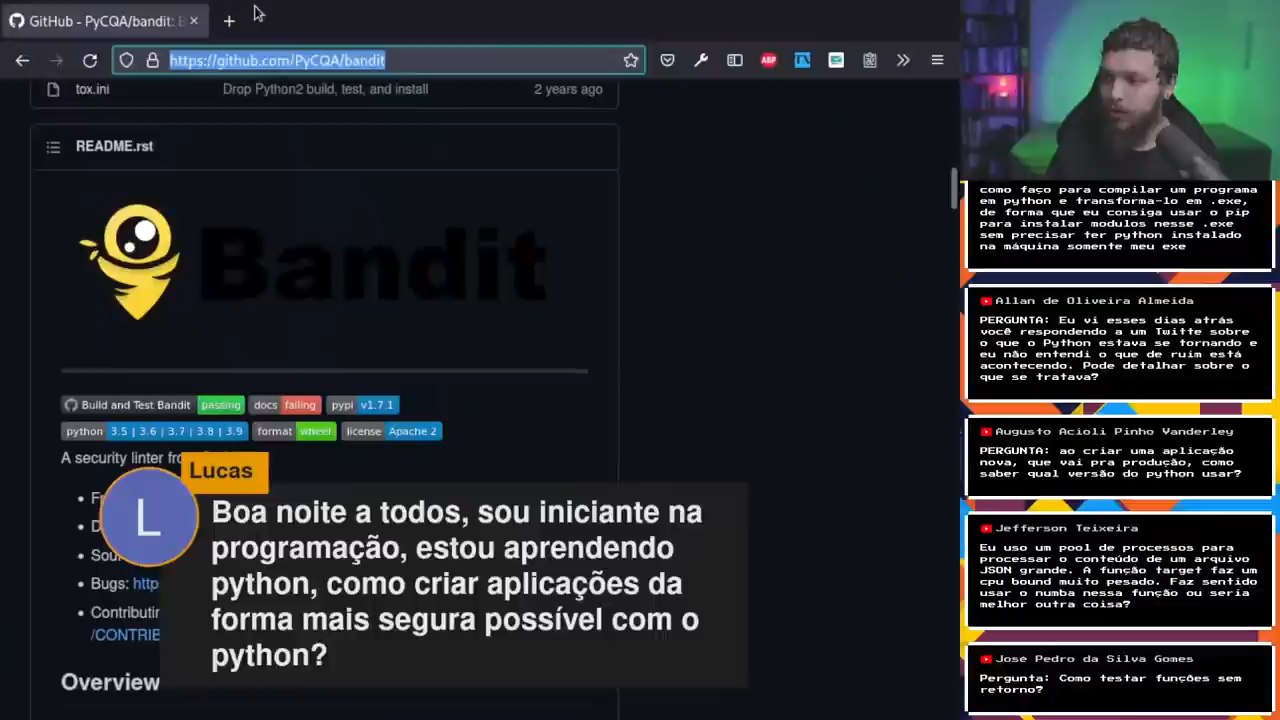 GitHub - PyCQA/bandit: B
https://github.com/PyCQA/bandit
ABP
tox.ini
Drop Python2 build, test, and install
2 years ago
README.rst
Bandit
Build and Test Bandit passing
docs failing
pypi v1.7.1
python 3.5 | 3.6 | 3.7 | 3.8 | 3.9
format wheel
license Apache 2
A security linter
Bugs: http
/CONTRIB
Overview
Lucas
L
Boa noite a todos, sou iniciante na
programação, estou aprendendo
python, como criar aplicações da
forma mais segura possível com o
python?
como faço para compilar um programa
em python e transforma-lo em .exe,
de forma que eu consiga usar o pip
para instalar modulos nesse .exe
sem precisar ter python instalado
na máquina somente meu exe
Allan de Oliveira Almeida
PERGUNTA: Eu vi esses dias atrás
você respondendo a um Twitte sobre
o que o Python estava se tornando e
eu não entendi o que de ruim está
acontecendo. Pode detalhar sobre o
que se tratava?
Augusto Acioli Pinho Vanderley
PERGUNTA: ao criar uma aplicação
nova, que vai pra produção, como
saber qual versão do python usar?
Jefferson Teixeira
Eu uso um pool de processos para
processar o conteúdo de um arquivo
JSON grande. A função target faz um
cpu bound muito pesado. Faz sentido
usar o numba nessa função ou seria
melhor outra coisa?
José Pedro da Silva Gomes
Pergunta: Como testar funções sem
retorno?